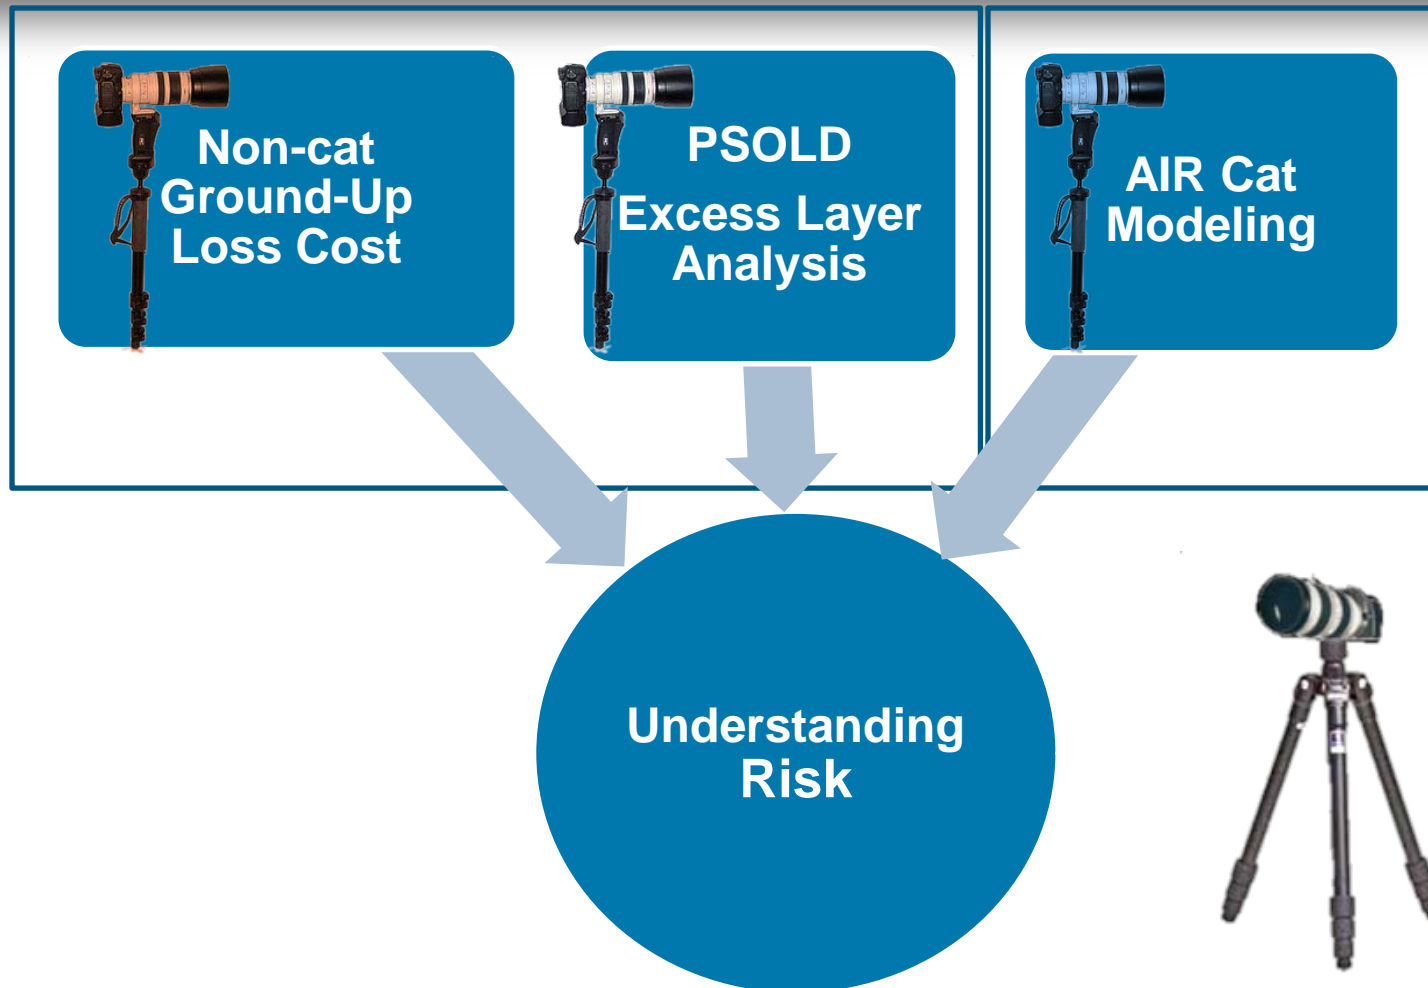 Non-cat
Ground-Up
Loss Cost
PSOLD
Excess Layer
Analysis
AIR Cat
Modeling
Understanding
Risk